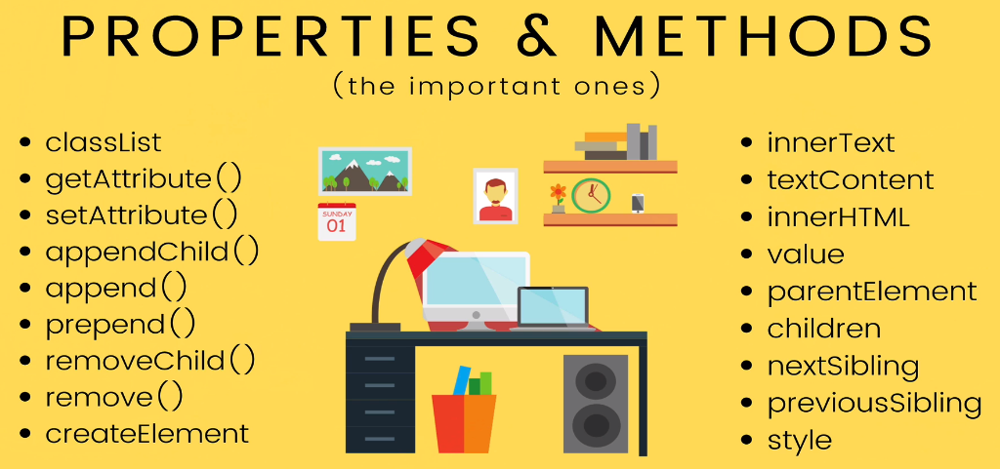 PROPERTIES & METHODS
(the important ones)
• classList
• getAttribute()
• setAttribute()
• appendChild()
• append()
• prepend()
• removeChild()
• remove()
• createElement
SUNDAY
01
• innerText
• textContent
• innerHTML
• value
• parentElement
• children
• nextSibling
• previousSibling
• style